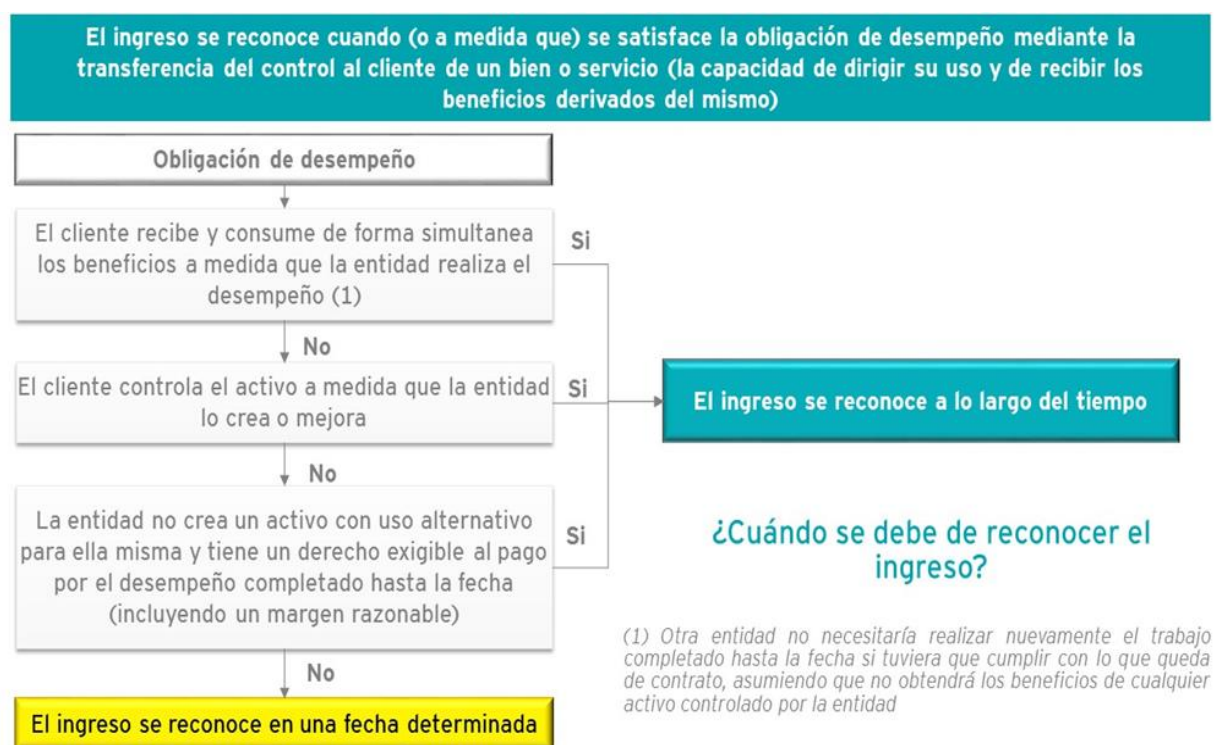 El ingreso se reconoce cuando (o a medida que) se satisface la obligación de desempeño mediante la
transferencia del control al cliente de un bien o servicio (la capacidad de dirigir su uso y de recibir los
beneficios derivados del mismo)
Obligación de desempeño
El cliente recibe y consume de forma simultanea
los beneficios a medida que la entidad realiza el
desempeño (1)
Si
No
El cliente controla el activo a medida que la entidad
lo crea o mejora
Si
El ingreso se reconoce a lo largo del tiempo
No
La entidad no crea un activo con uso alternativo
para ella misma y tiene un derecho exigible al pago
por el desempeño completado hasta la fecha
(incluyendo un margen razonable)
Si
¿Cuándo se debe de reconocer el
ingreso?
(1) Otra entidad no necesitaría realizar nuevamente el trabajo
completado hasta la fecha si tuviera que cumplir con lo que queda
de contrato, asumiendo que no obtendrá los beneficios de cualquier
activo controlado por la entidad
No
El ingreso se reconoce en una fecha determinada